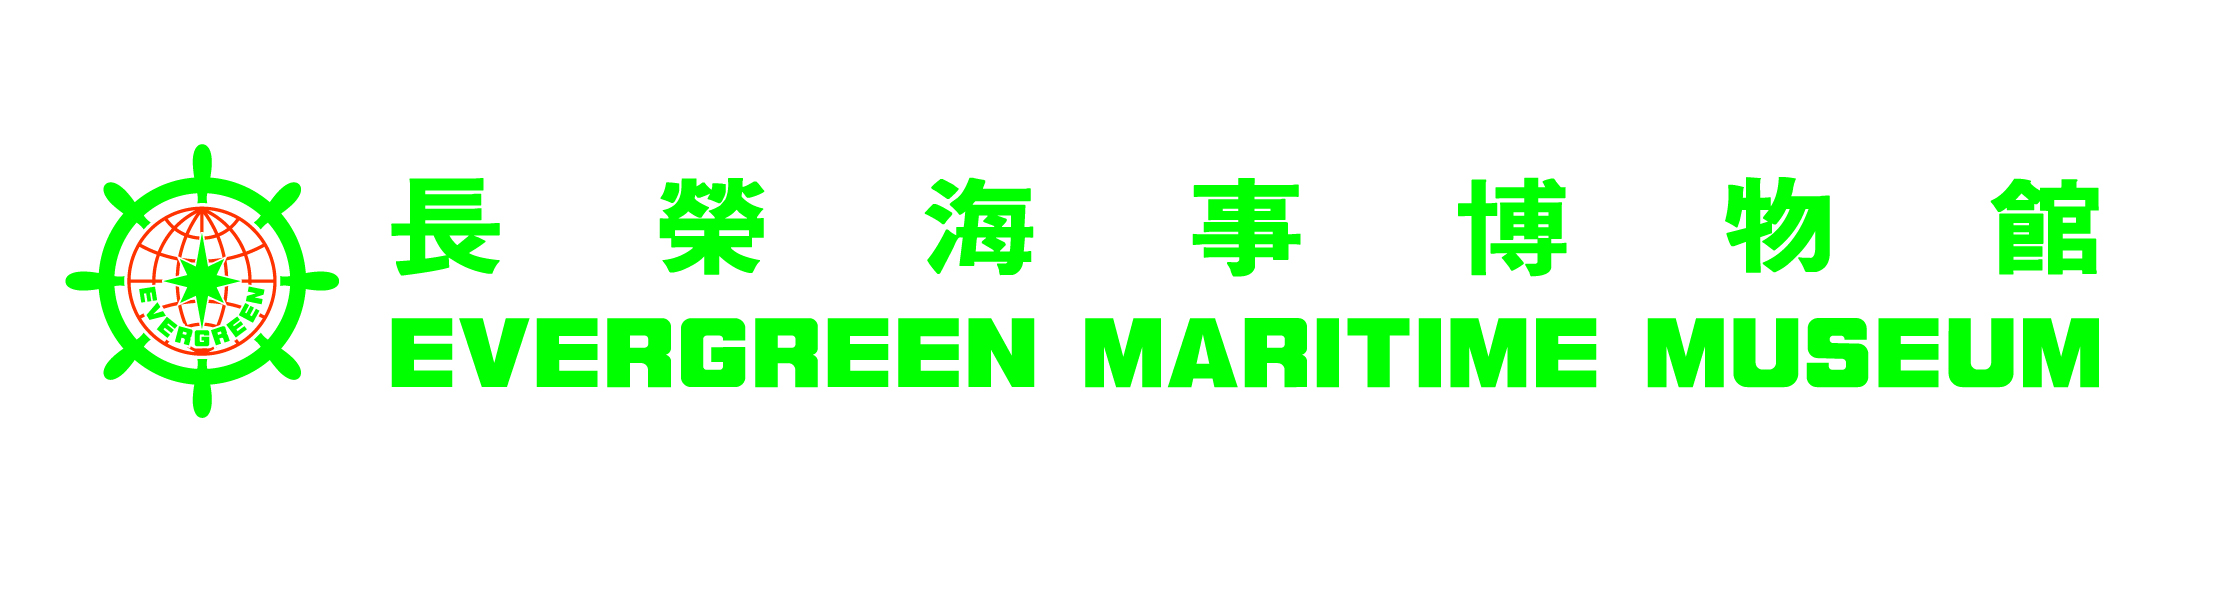 長榮海事博物館
EVERGREEN MARITIME MUSEUM
EVERGREEN